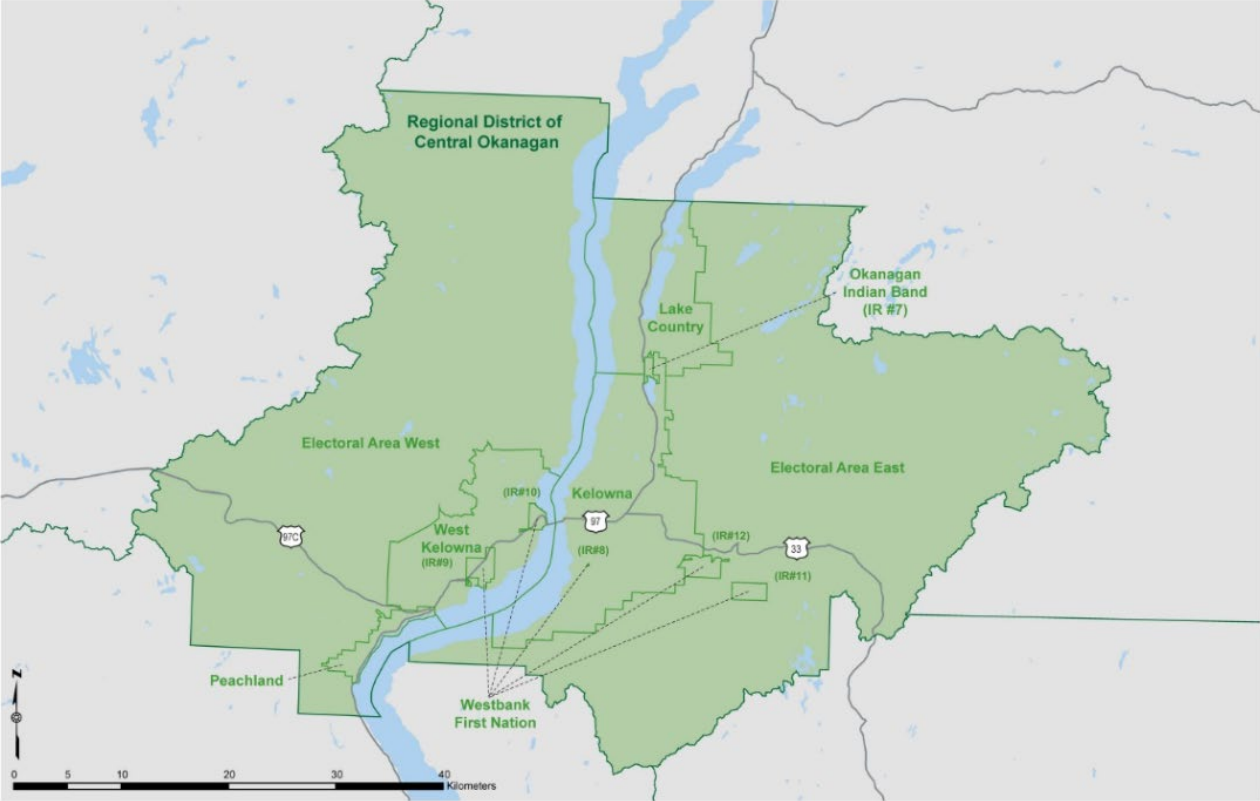 Regional District of
Central Okanagan
Okanagan
Indian Band
(IR #7)
Lake
Country
Electoral Area West
Electoral Area East
(IR#10)
Kelowna
97
West
Kelowna
(IR#9)
97C
(IR#8)
(IR#12)
33
(IR#11)
Peachland
Westbank
First Nation
N
0 5 10 20 30 40
Kilometers